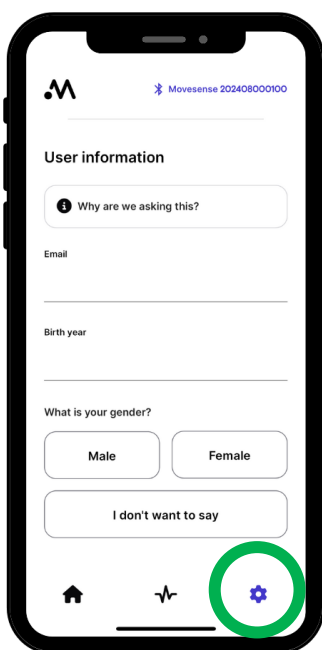 Movesense 202408000100
User information
Why are we asking this?
Email
Birth year
What is your gender?
Male Female
I don't want to say